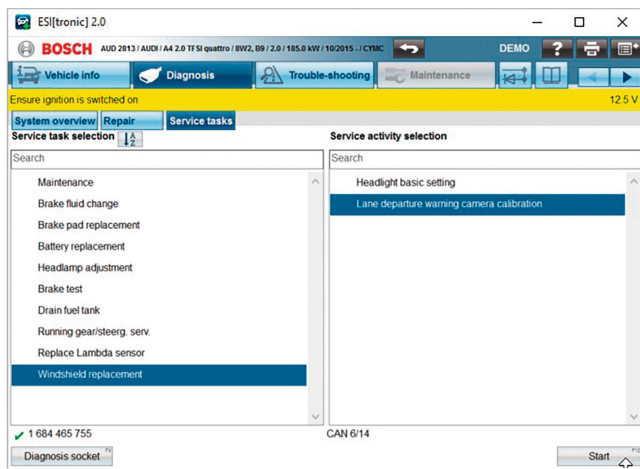 ESI[tronic] 2.0
BOSCH AUD 2813 / AUDI / A4 2.0 TFSI quattro / 8W2, B9 / 2.0 / 185.0 kW / 10/2015 - / CYMC DEMO ?
Vehicle info Diagnosis Trouble-shooting Maintenance
Ensure ignition is switched on 12.5 V
System overview Repair Service tasks
Service task selection A Z Service activity selection
Search Search
Maintenance Headlight basic setting
Brake fluid change Lane departure warning camera calibration
Brake pad replacement
Battery replacement
Headlamp adjustment
Brake test
Drain fuel tank
Running gear/steerg. serv.
Replace Lambda sensor
Windshield replacement
1 684 465 755 CAN 6/14
Diagnosis socket Start